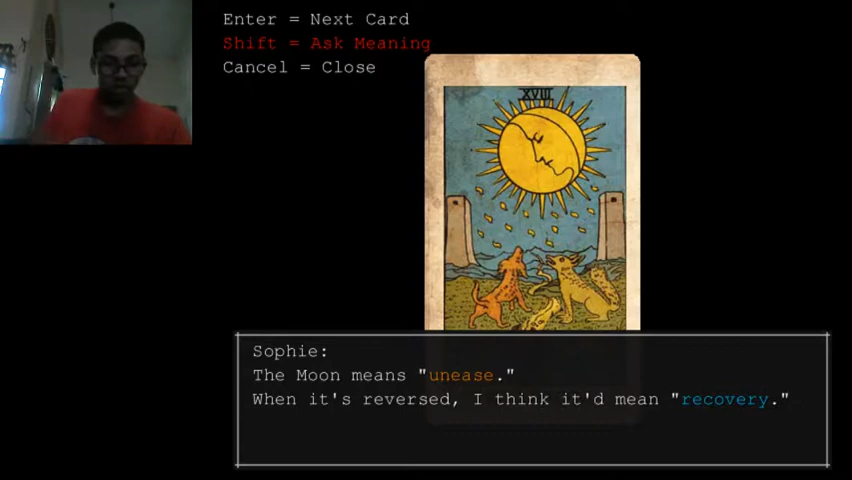 Enter = Next Card
Shift = Ask Meaning
Cancel = Close
XVIII
Sophie:
The Moon means "unease."
When it's reversed, I think it'd mean "recovery."